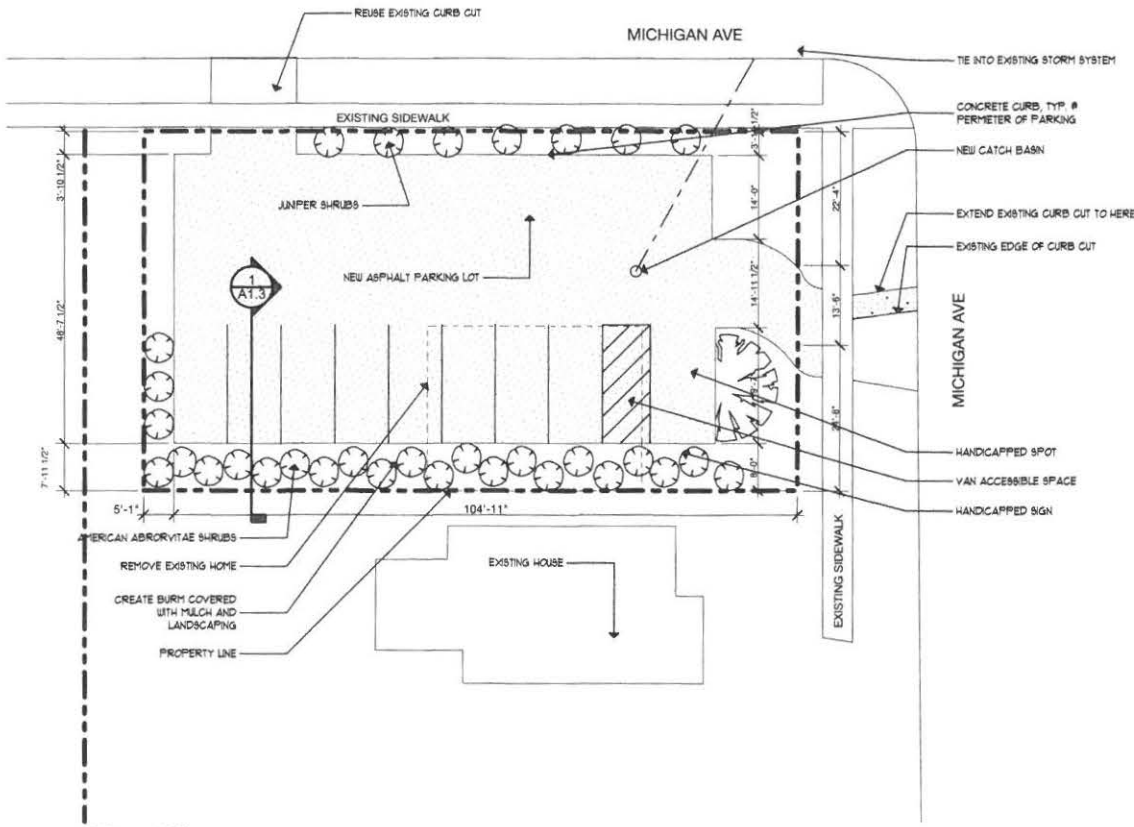 REUSE EXISTING CURB CUT
MICHIGAN AVE
TIE INTO EXISTING STORM SYSTEM
CONCRETE CURB, TYP. @
PERMETER OF PARKING
EXISTING SIDEWALK
NEW CATCH BASIN
3'-10 1/2"
JUNIPER SHRUBS
14'-0"
22'-4"
EXTEND EXISTING CURB CUT TO HERE
EXISTING EDGE OF CURB CUT
NEW ASPHALT PARKING LOT
1
A1.3
14'-11 1/2"
13'-6"
48'-7 1/2"
MICHIGAN AVE
HANDICAPPED SPOT
VAN ACCESSIBLE SPACE
HANDICAPPED SIGN
7'-11 1/2"
8'-0"
5'-1"
104'-11"
AMERICAN ABRORVITAE SHRUBS
REMOVE EXISTING HOME
EXISTING HOUSE
CREATE BURM COVERED
WITH MULCH AND
LANDSCAPING
PROPERTY LINE
EXISTING SIDEWALK